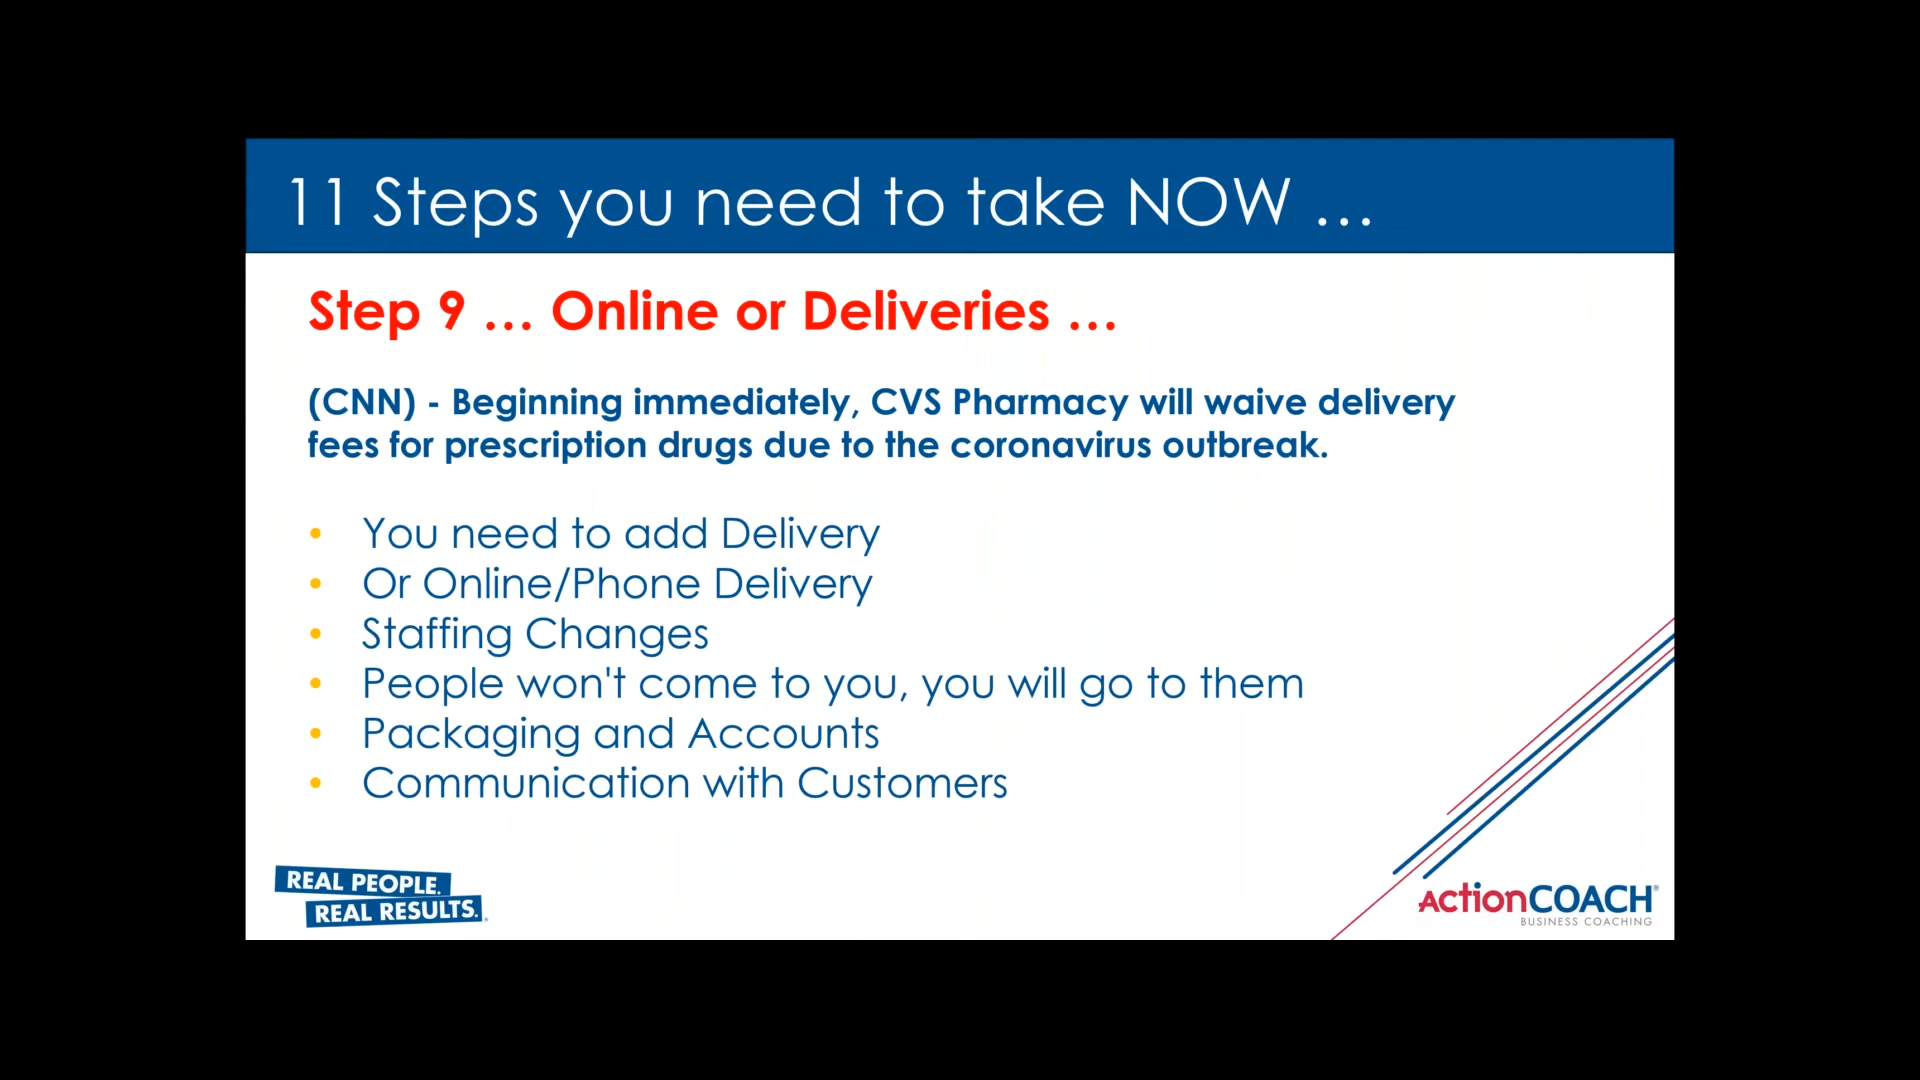 11 Steps you need to take NOW ...
Step 9 ... Online or Deliveries ...
(CNN) - Beginning immediately, CVS Pharmacy will waive delivery
fees for prescription drugs due to the coronavirus outbreak.
• You need to add Delivery
• Or Online/Phone Delivery
• Staffing Changes
• People won't come to you, you will go to them
• Packaging and Accounts
• Communication with Customers
REAL PEOPLE.
REAL RESULTS.
ActionCOACH®
BUSINESS COACHING